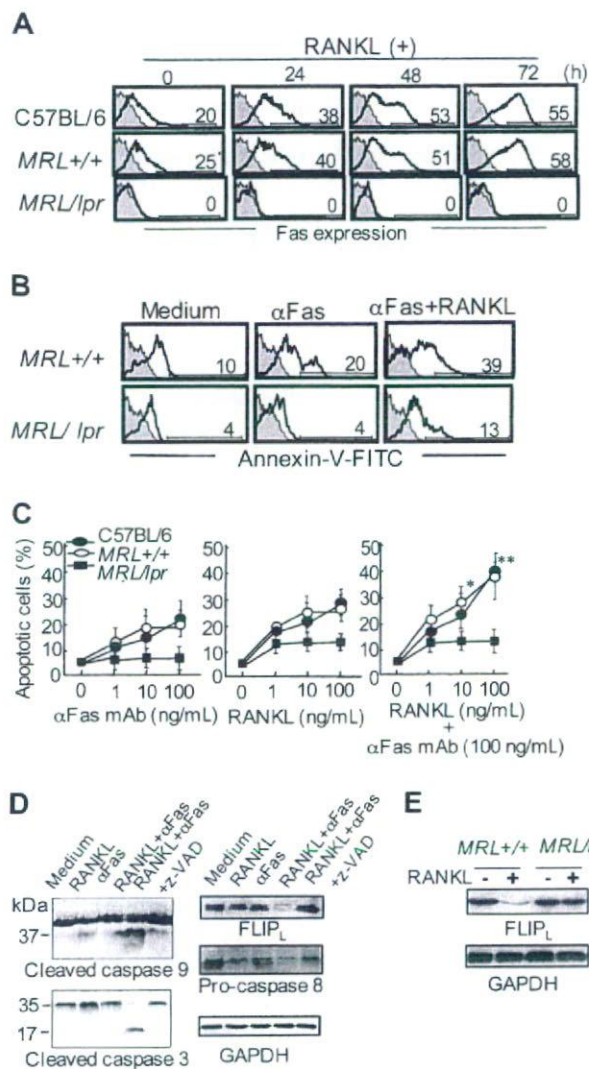 A
RANKL (+)
0 24 48 72 (h)
C57BL/6 20 38 53 55
MRL+/+ 25 40 51 58
MRL/lpr 0 0 0 0
Fas expression
B
Medium αFas αFas+RANKL
MRL+/+ 10 20 39
MRL/ lpr 4 4 13
Annexin-V-FITC
C
C57BL/6
MRL+/+
MRL/lpr
Apoptotic cells (%)
50 50 50
40 40 40
30 30 30
20 20 20
10 10 10
0 0 0
* **
0 1 10 100
αFas mAb (ng/mL)
0 1 10 100
RANKL (ng/mL)
0 1 10 100
RANKL (ng/mL)
+
αFas mAb (100 ng/mL)
D
Medium RANKL αFas RANKL+αFas RANKL+αFas +z-VAD
kDa
37-
Cleaved caspase 9
35-
17-
Cleaved caspase 3
Medium RANKL αFas RANKL+αFas RANKL+αFas +z-VAD
FLIPL
Pro-caspase 8
GAPDH
E
MRL+/+ MRL/
RANKL - + - +
FLIPL
GAPDH